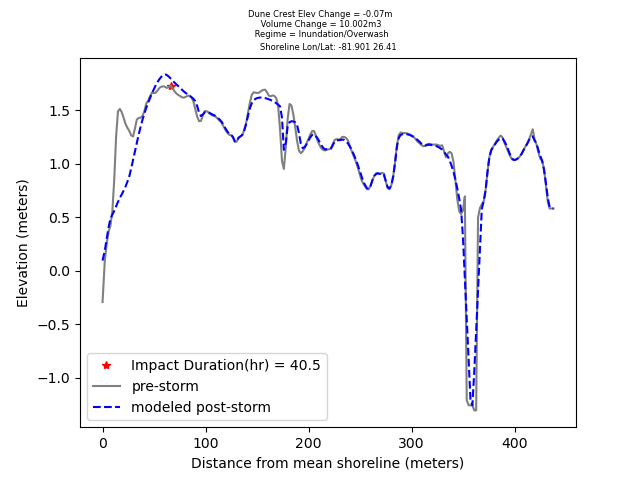 Dune Crest Elev Change = -0.07m
Volume Change = 10.002m3
Regime = Inundation/Overwash
Shoreline Lon/Lat: -81.901 26.41
1.5
1.0
0.5
0.0
−0.5
−1.0
Elevation (meters)
Impact Duration(hr) = 40.5
pre-storm
modeled post-storm
0 100 200 300 400
Distance from mean shoreline (meters)